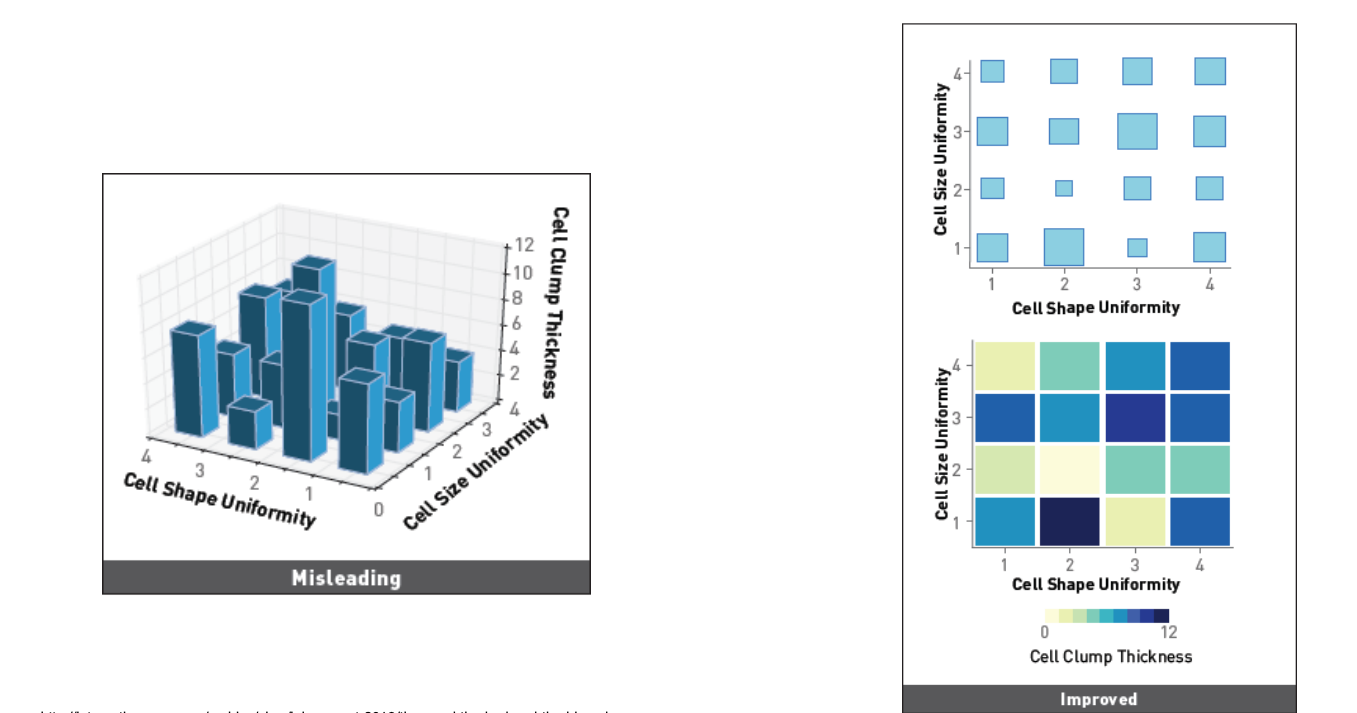 12
10
8
6
4
2
Cell Clump Thickness
4
3
2
1
0
Cell Size Uniformity
4
3
2
1
Cell Shape Uniformity
Misleading
Cell Size Uniformity
4
3
2
1
1 2 3 4
Cell Shape Uniformity
Cell Size Uniformity
4
3
2
1
1 2 3 4
Cell Shape Uniformity
0 12
Cell Clump Thickness
Improved